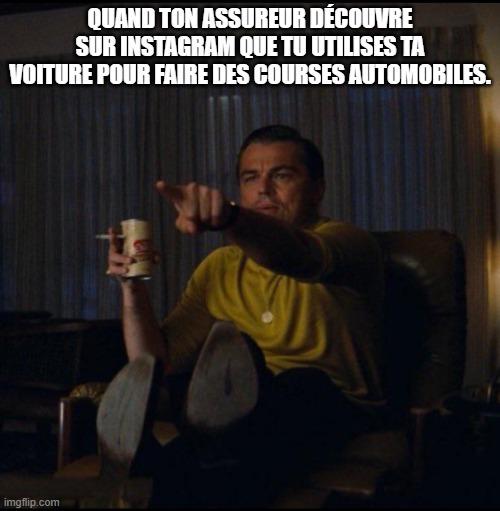 QUAND TON ASSUREUR DÉCOUVRE
SUR INSTAGRAM QUE TU UTILISES TA
VOITURE POUR FAIRE DES COURSES AUTOMOBILES.
imgflip.com